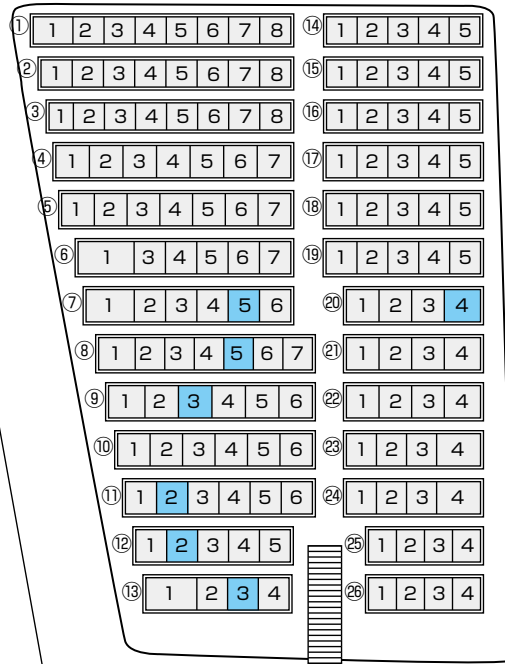 ① 1 2 3 4 5 6 7 8
② 1 2 3 4 5 6 7 8
③ 1 2 3 4 5 6 7 8
④ 1 2 3 4 5 6 7
⑤ 1 2 3 4 5 6 7
⑥ 1 3 4 5 6 7
⑦ 1 2 3 4 5 6
⑧ 1 2 3 4 5 6 7
⑨ 1 2 3 4 5 6
⑩ 1 2 3 4 5 6
⑪ 1 2 3 4 5 6
⑫ 1 2 3 4 5
⑬ 1 2 3 4
⑭ 1 2 3 4 5
⑮ 1 2 3 4 5
⑯ 1 2 3 4 5
⑰ 1 2 3 4 5
⑱ 1 2 3 4 5
⑲ 1 2 3 4 5
⑳ 1 2 3 4
㉑ 1 2 3 4
㉒ 1 2 3 4
㉓ 1 2 3 4
㉔ 1 2 3 4
㉕ 1 2 3 4
㉖ 1 2 3 4